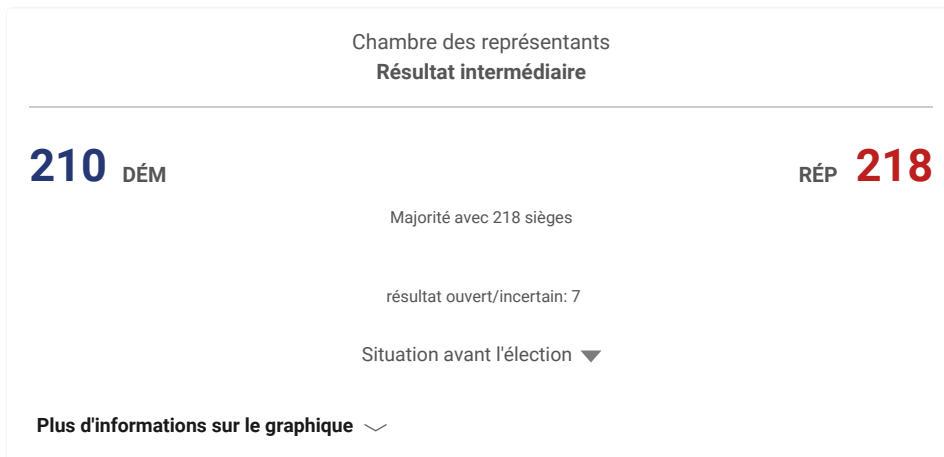 Chambre des représentants
Résultat intermédiaire
210 DÉM RÉP 218
Majorité avec 218 sièges
résultat ouvert/incertain: 7
Situation avant l'élection
Plus d'informations sur le graphique